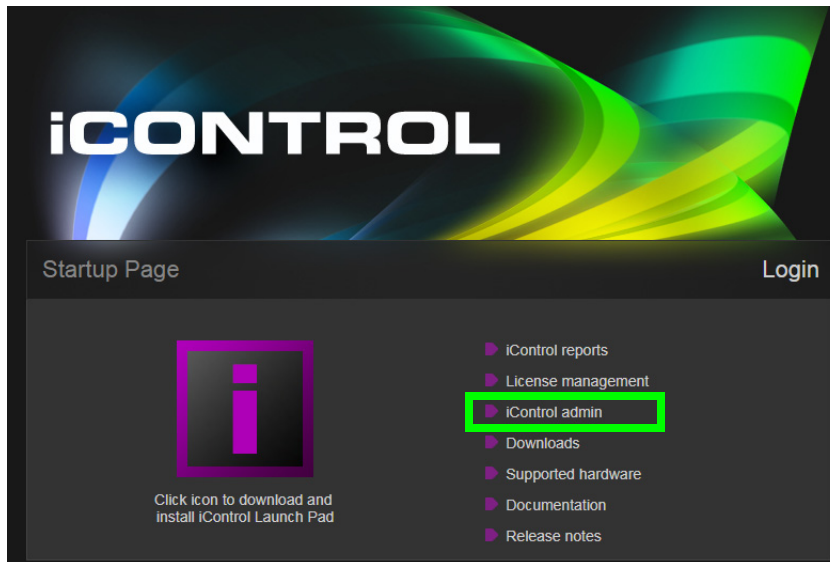 iCONTROL
Startup Page
Login
i
Click icon to download and
install iControl Launch Pad
iControl reports
License management
iControl admin
Downloads
Supported hardware
Documentation
Release notes